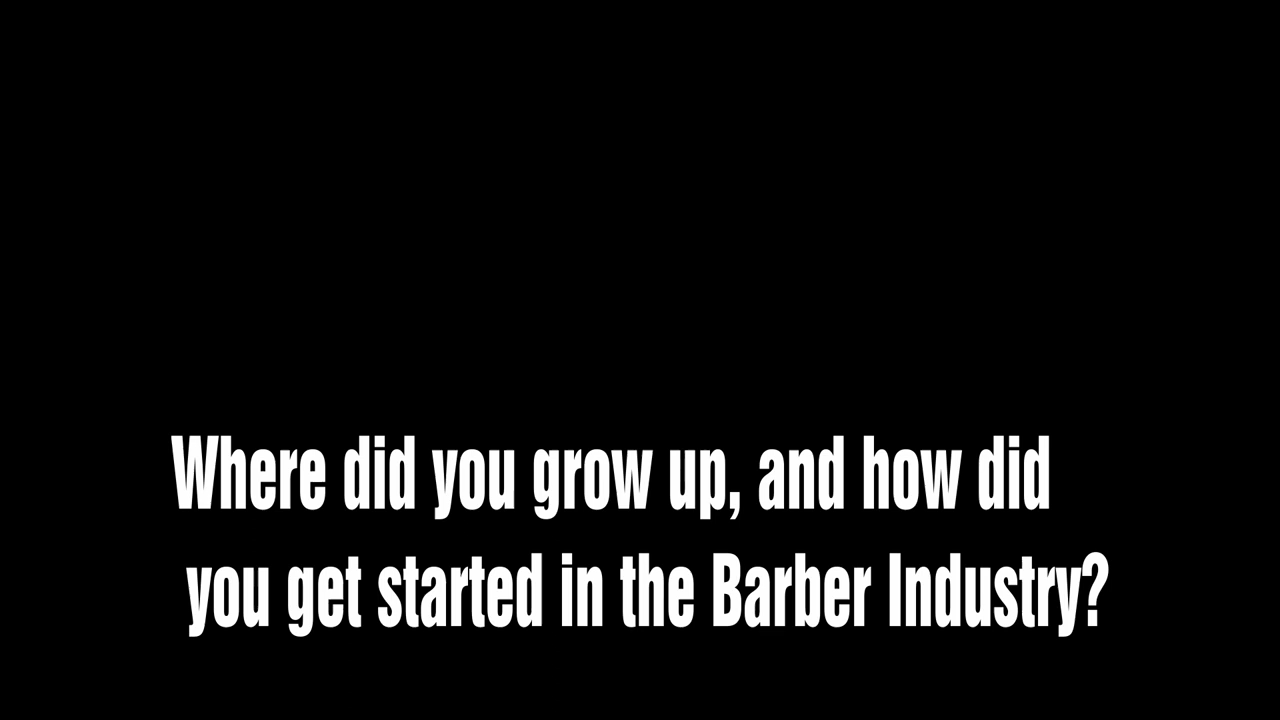 Where did you grow up, and how did
you get started in the Barber Industry?